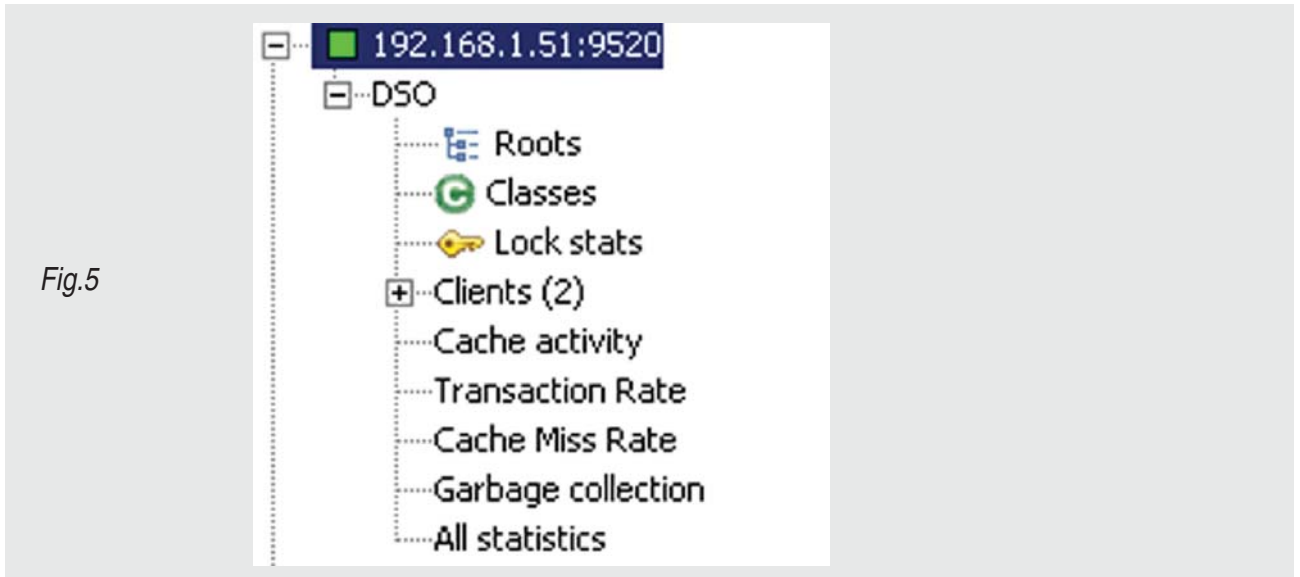 192.168.1.51:9520
DSO
Roots
Classes
Lock stats
Fig.5
Clients (2)
Cache activity
Transaction Rate
Cache Miss Rate
Garbage collection
All statistics